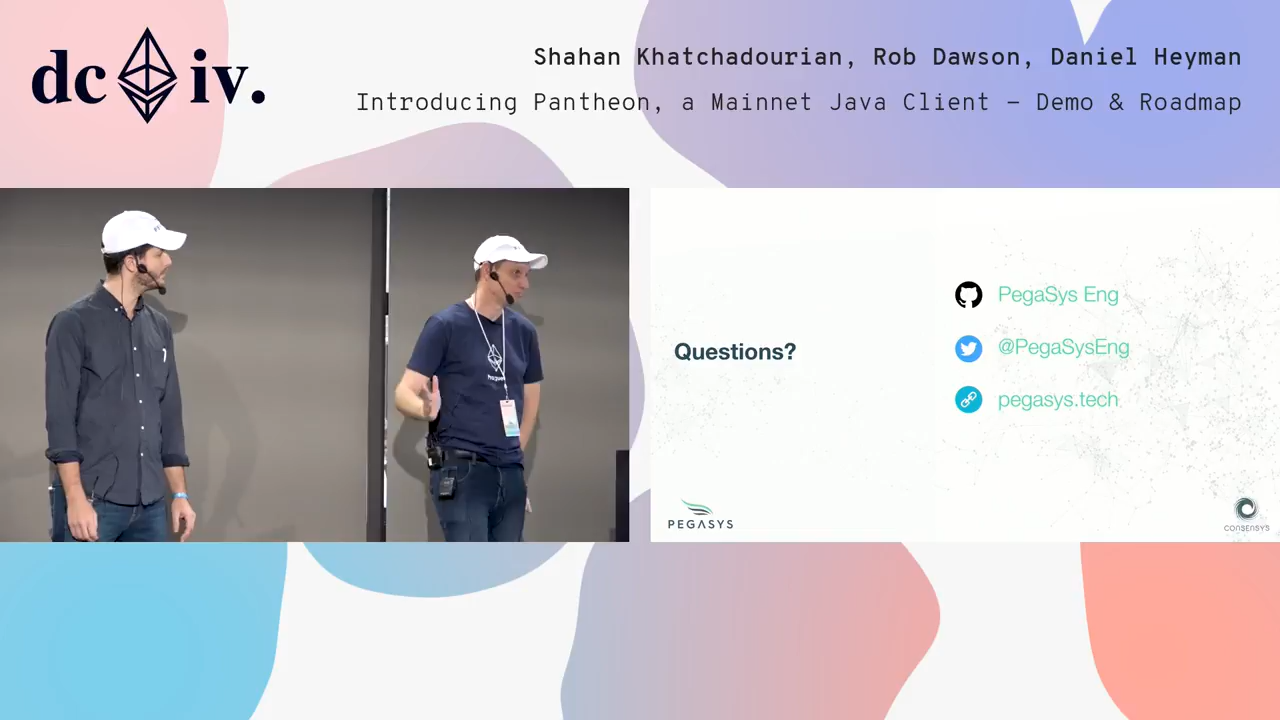 dc iv.
Shahan Khatchadourian, Rob Dawson, Daniel Heyman
Introducing Pantheon, a Mainnet Java Client – Demo & Roadmap
Questions?
PegaSys Eng
@PegaSysEng
pegasys.tech
PEGASYS
CONSENSYS